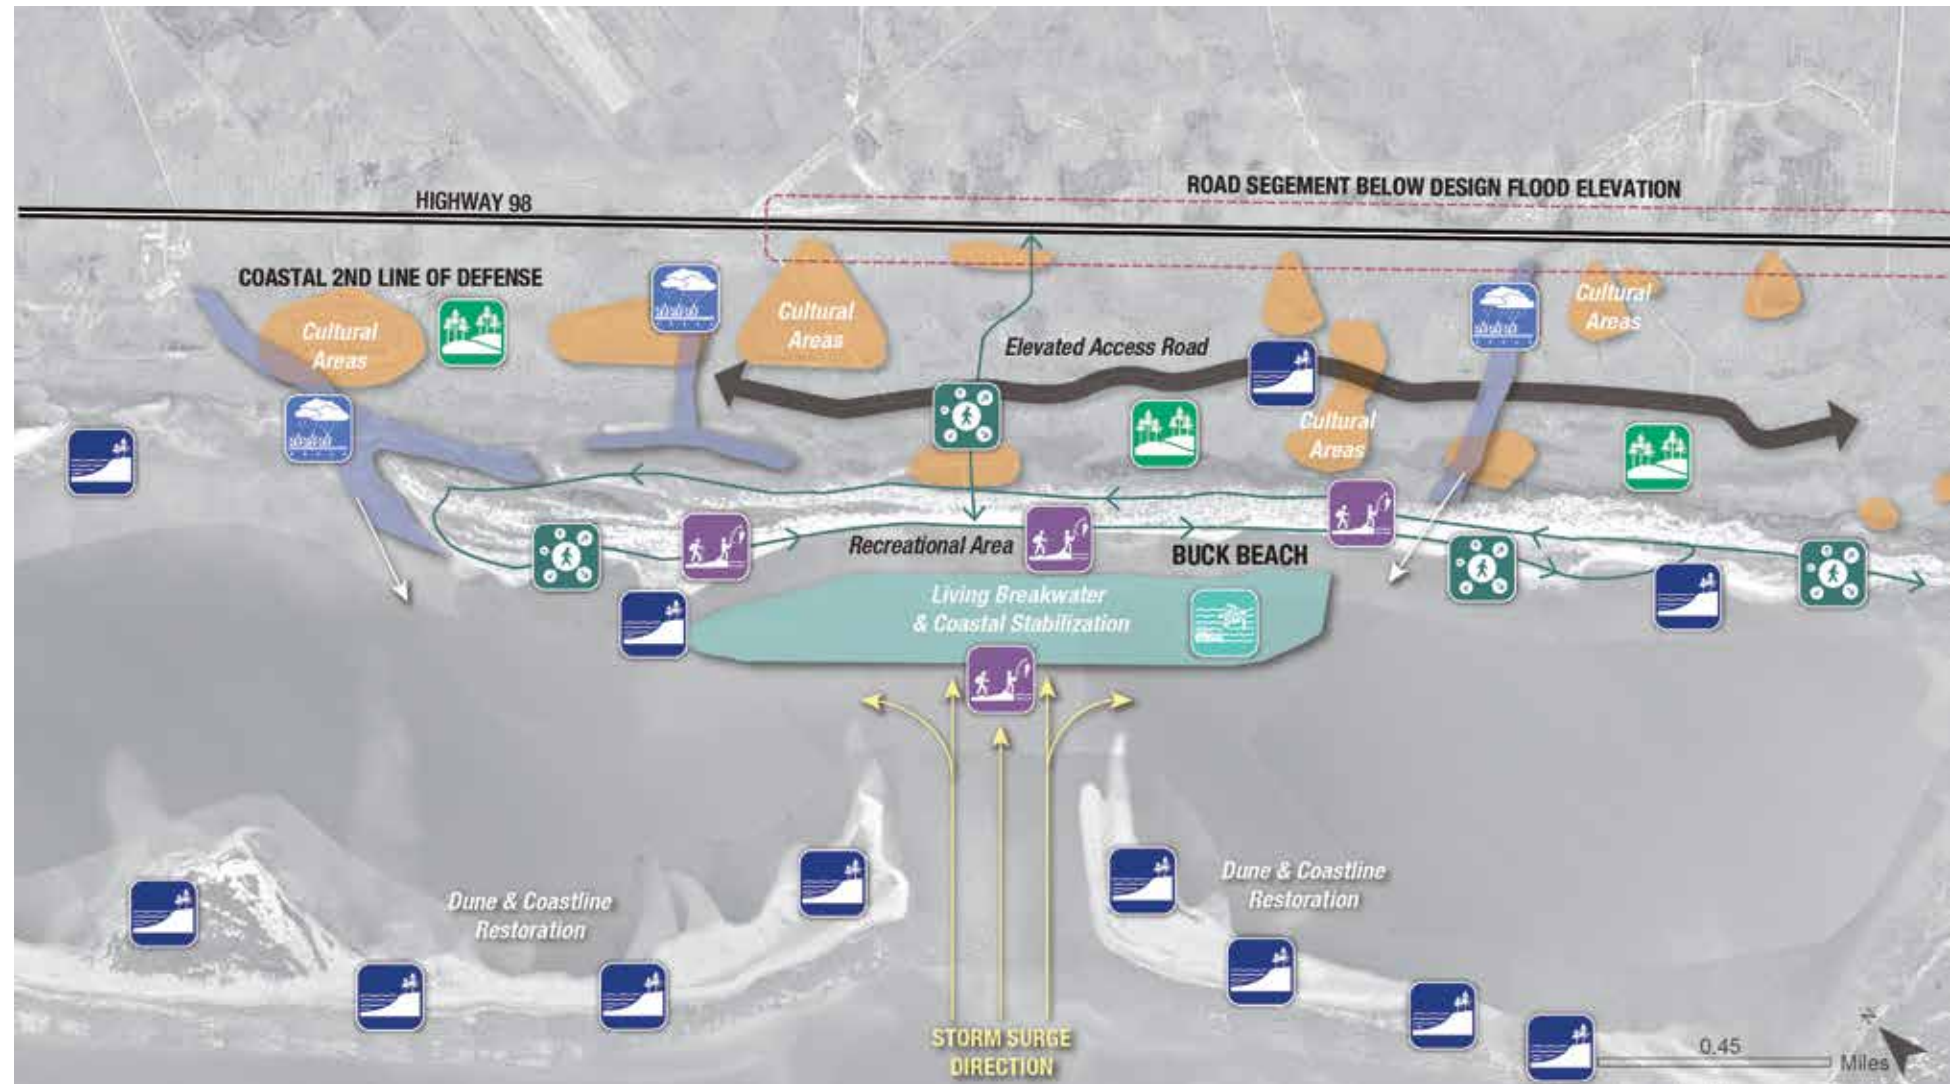 ROAD SEGEMENT BELOW DESIGN FLOOD ELEVATION
HIGHWAY 98
COASTAL 2ND LINE OF DEFENSE
Cultural
Areas
Cultural
Areas
Cultural
Areas
Elevated Access Road
Cultural
Areas
Recreational Area
BUCK BEACH
Living Breakwater
& Coastal Stabilization
Dune & Coastline
Restoration
Dune & Coastline
Restoration
STORM SURGE
DIRECTION
0.45
Miles
N